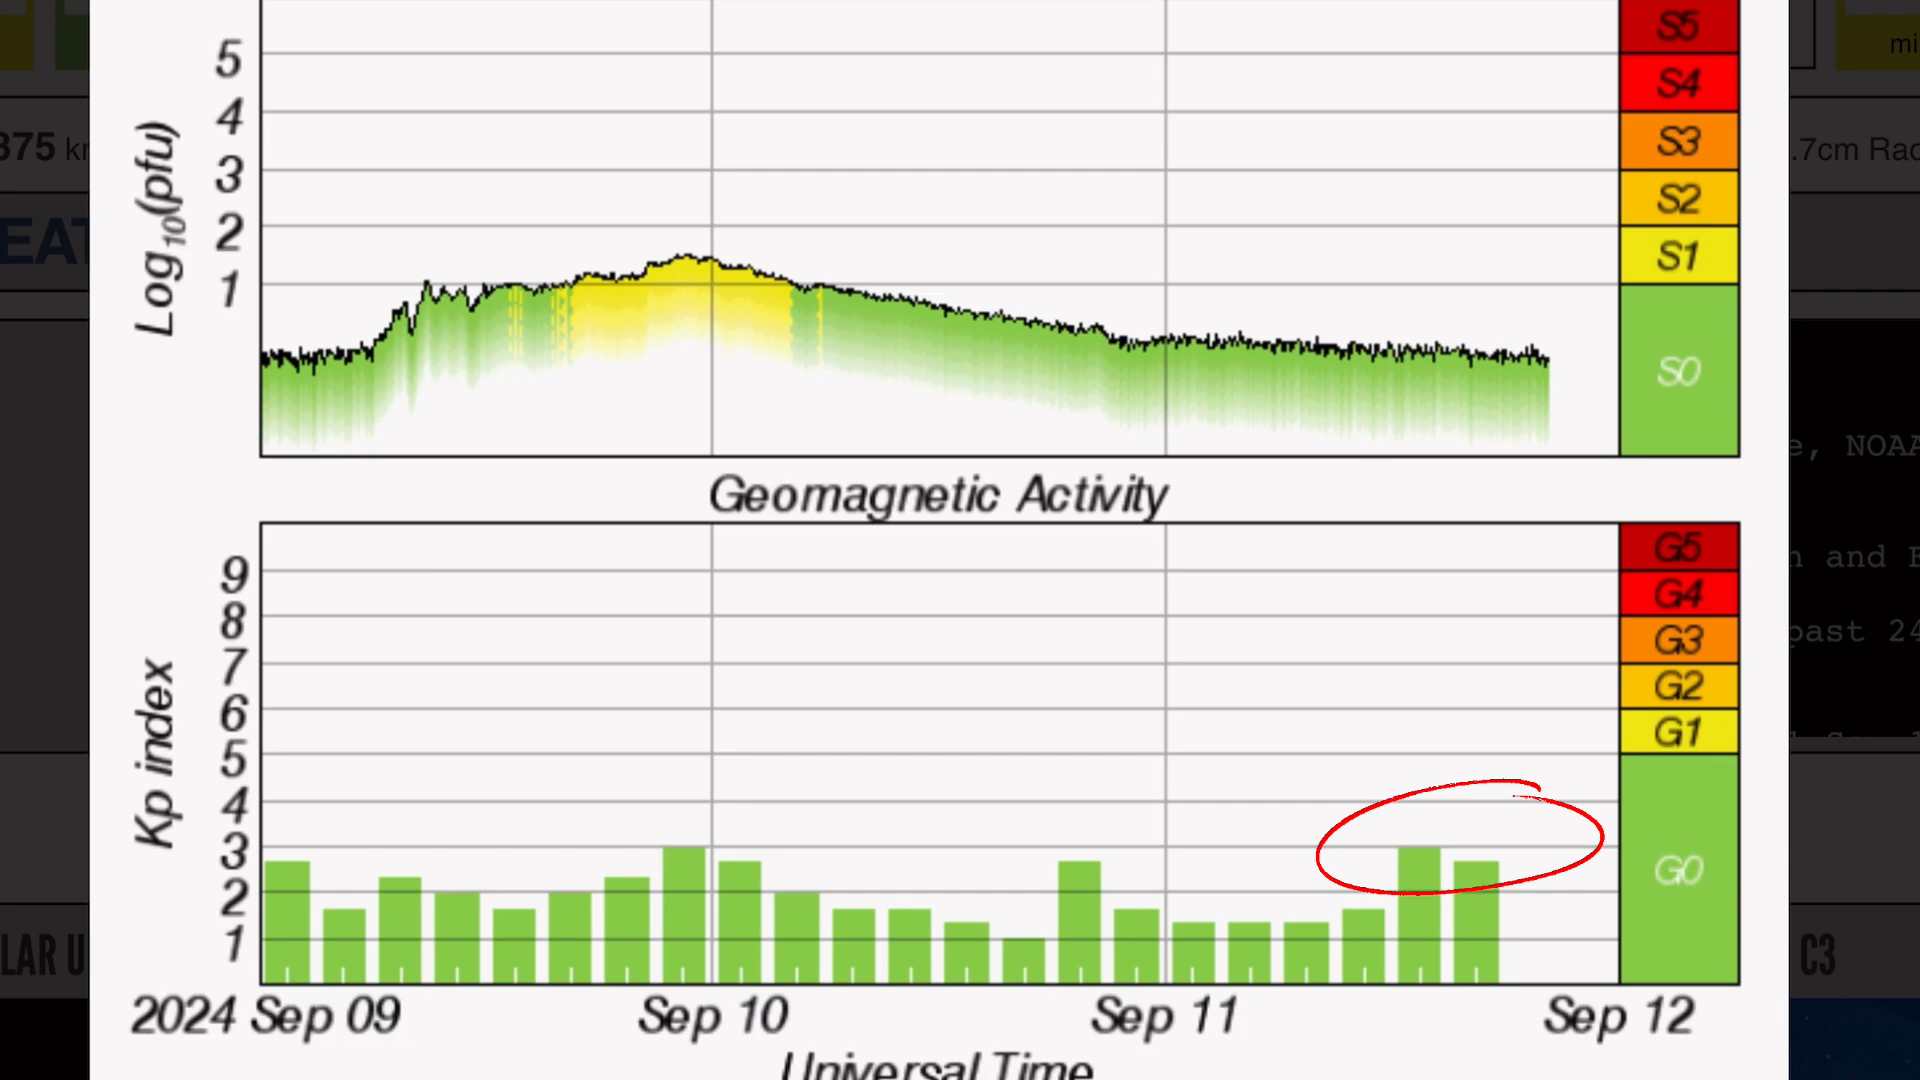 S5
5
S4
4
S3
3
S2
2
S1
1
S0
Log10(pfu)
Geomagnetic Activity
G5
9
G4
8
G3
7
G2
6
G1
5
4
3
G0
2
1
Kp index
2024 Sep 09 Sep 10 Sep 11 Sep 12
Universal Time
mi
375 km
.7cm Rad
EAT
e, NOAA
n and E
past 24
LAR U
C3